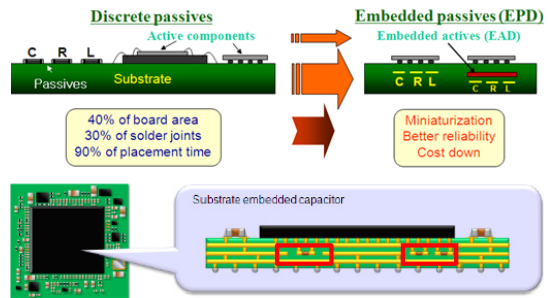 Discrete passives
Embedded passives (EPD)
Active components
Embedded actives (EAD)
C R L
Passives
Substrate
C R L
C R L
40% of board area
30% of solder joints
90% of placement time
Miniaturization
Better reliability
Cost down
Substrate embedded capacitor